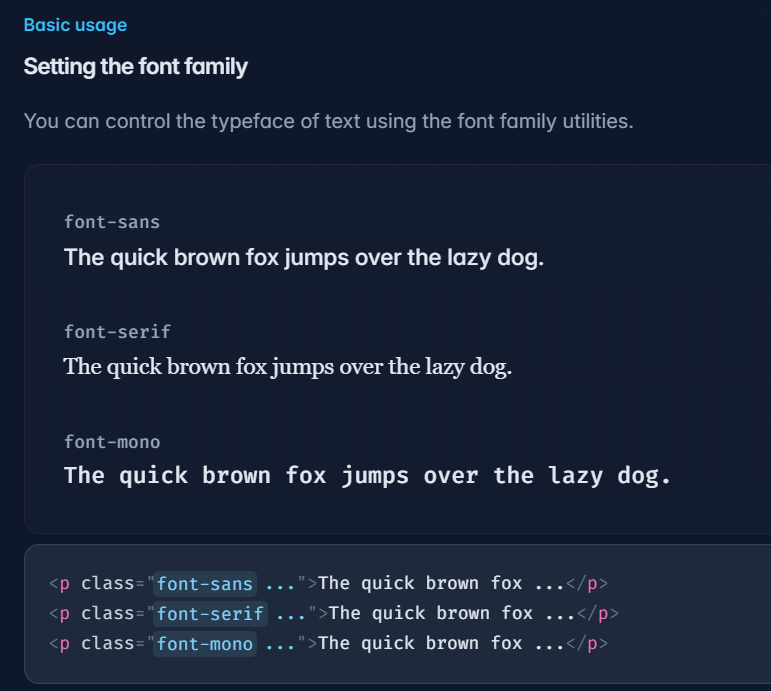 Basic usage
Setting the font family
You can control the typeface of text using the font family utilities.
font-sans
The quick brown fox jumps over the lazy dog.
font-serif
The quick brown fox jumps over the lazy dog.
font-mono
The quick brown fox jumps over the lazy dog.
<p class="font-sans ...">The quick brown fox ...</p>
<p class="font-serif ...">The quick brown fox ...</p>
<p class="font-mono ...">The quick brown fox ...</p>